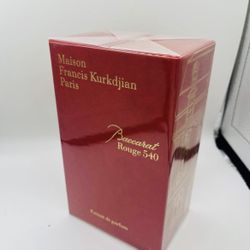 Maison
Francis Kurkdjian
Paris
Baccarat
Rouge 540
Extrait de parfum